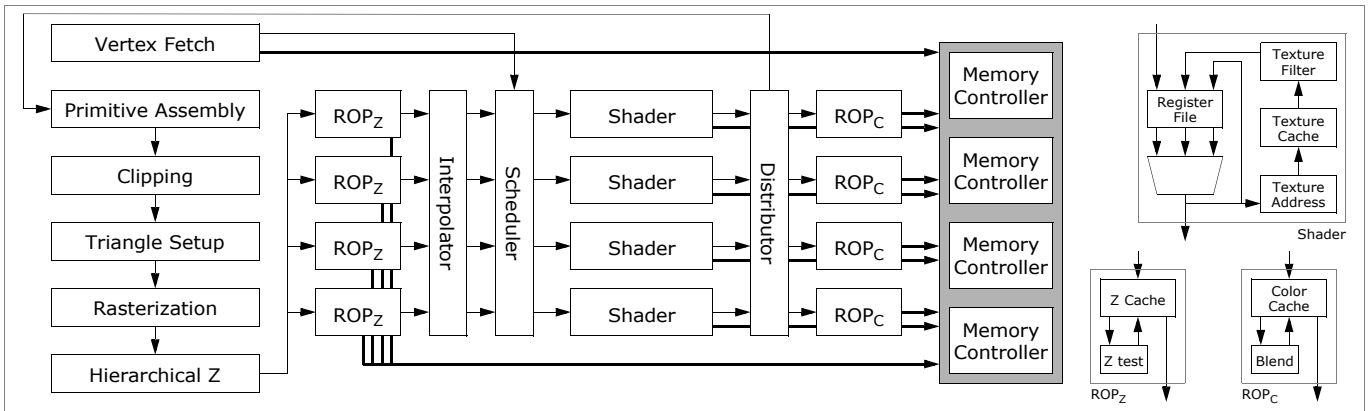 Vertex Fetch
Primitive Assembly
Clipping
Triangle Setup
Rasterization
Hierarchical Z
ROPZ
ROPZ
ROPZ
ROPZ
Interpolator
Scheduler
Shader
Shader
Shader
Shader
Distributor
ROPC
ROPC
ROPC
ROPC
Memory
Controller
Memory
Controller
Memory
Controller
Memory
Controller
Register
File
Texture
Filter
Texture
Cache
Texture
Address
Shader
Z Cache
Z test
ROPZ
Color
Cache
Blend
ROPC